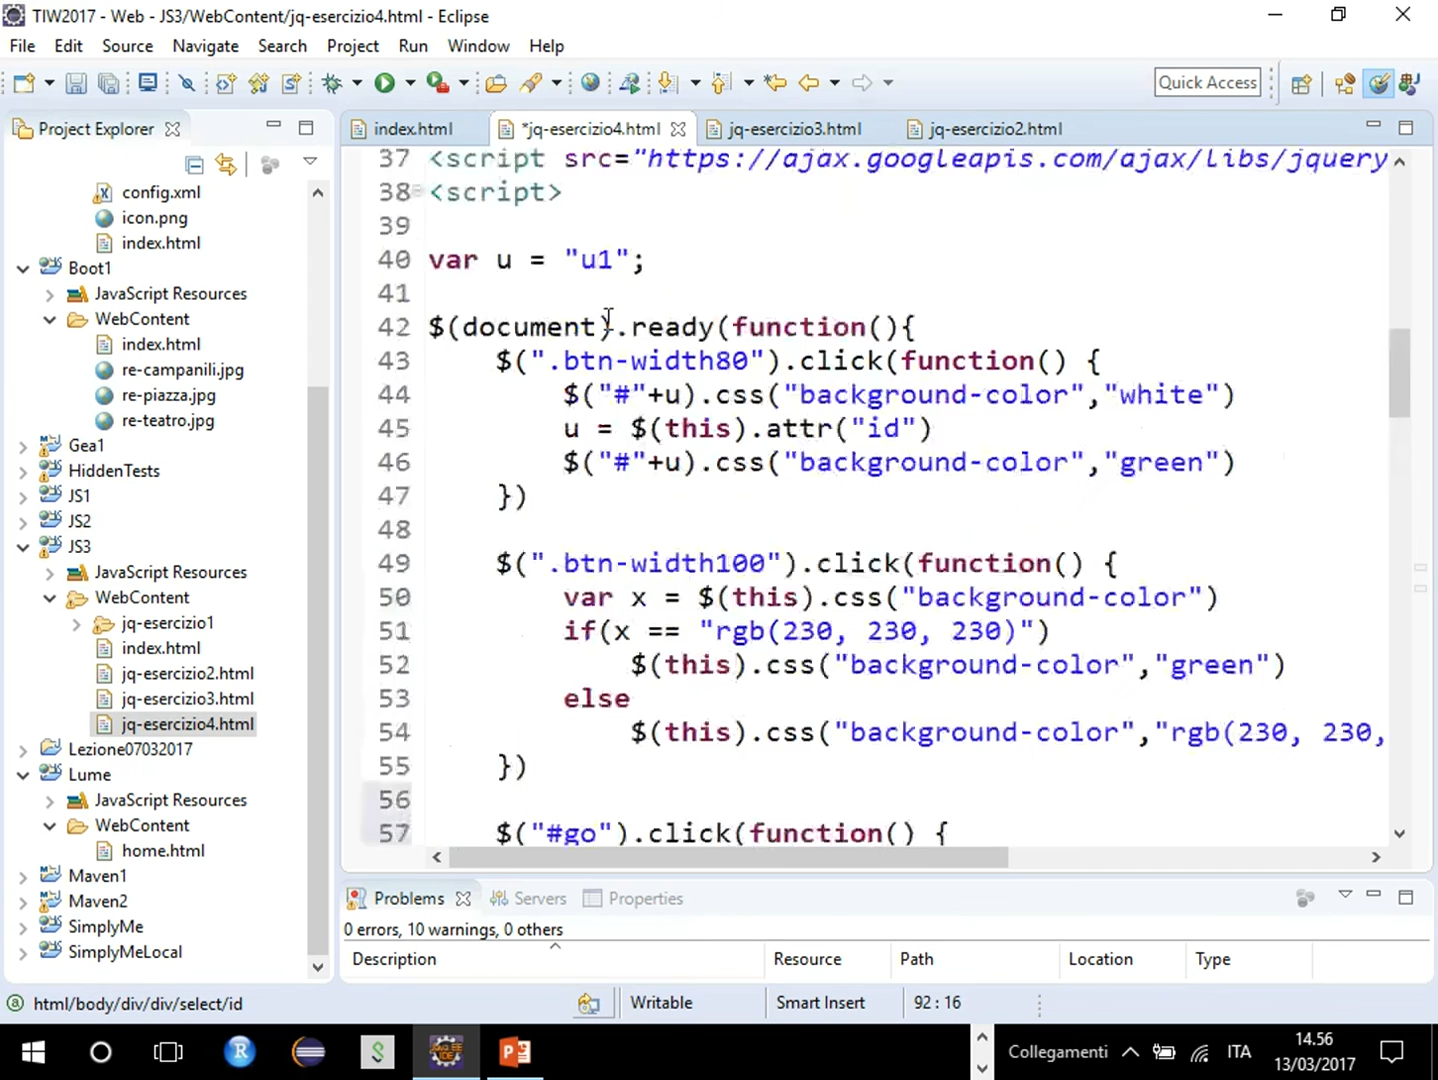 TIW2017 - Web - JS3/WebContent/jq-esercizio4.html - Eclipse
File Edit Source Navigate Search Project Run Window Help
Quick Access
Project Explorer
index.html *jq-esercizio4.html jq-esercizio3.html jq-esercizio2.html
config.xml
icon.png
index.html
Boot1
JavaScript Resources
WebContent
index.html
re-campanili.jpg
re-piazza.jpg
re-teatro.jpg
Gea1
HiddenTests
JS1
JS2
JS3
JavaScript Resources
WebContent
jq-esercizio1
index.html
jq-esercizio2.html
jq-esercizio3.html
jq-esercizio4.html
Lezione07032017
Lume
JavaScript Resources
WebContent
home.html
Maven1
Maven2
SimplyMe
SimplyMeLocal
37 <script src="https://ajax.googleapis.com/ajax/libs/jquery
38 <script>
39
40 var u = "u1";
41
42 $(document).ready(function(){
43 $(".btn-width80").click(function() {
44 $("#"+u).css("background-color","white")
45 u = $(this).attr("id")
46 $("#"+u).css("background-color","green")
47 })
48
49 $(".btn-width100").click(function() {
50 var x = $(this).css("background-color")
51 if(x == "rgb(230, 230, 230)")
52 $(this).css("background-color","green")
53 else
54 $(this).css("background-color","rgb(230, 230,
55 })
56
57 $("#go").click(function() {
Problems Servers Properties
0 errors, 10 warnings, 0 others
Description Resource Path Location Type
html/body/div/div/select/id Writable Smart Insert 92 : 16
Collegamenti ITA 14.56
13/03/2017